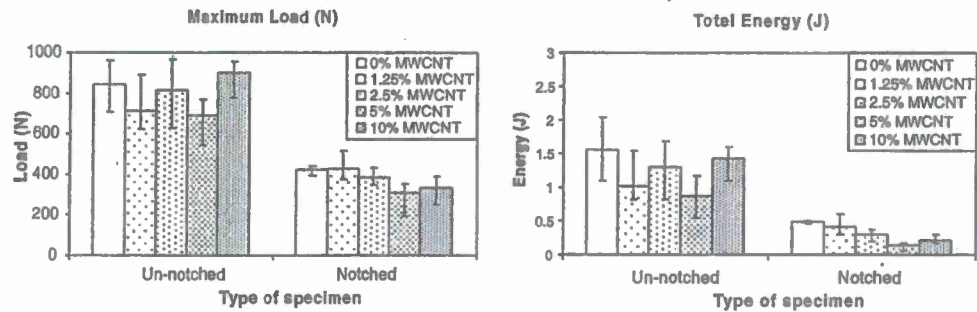 Maximum Load (N)
1000
800
600
400
200
0
Load (N)
Un-notched
Notched
Type of specimen
0% MWCNT
1.25% MWCNT
2.5% MWCNT
5% MWCNT
10% MWCNT
Totel Energy (J)
3
2.5
2
1.5
1
0.5
0
Energy (J)
Un-notched
Notched
Type of specimen
0% MWCNT
1.25% MWCNT
2.5% MWCNT
5% MWCNT
10% MWCNT